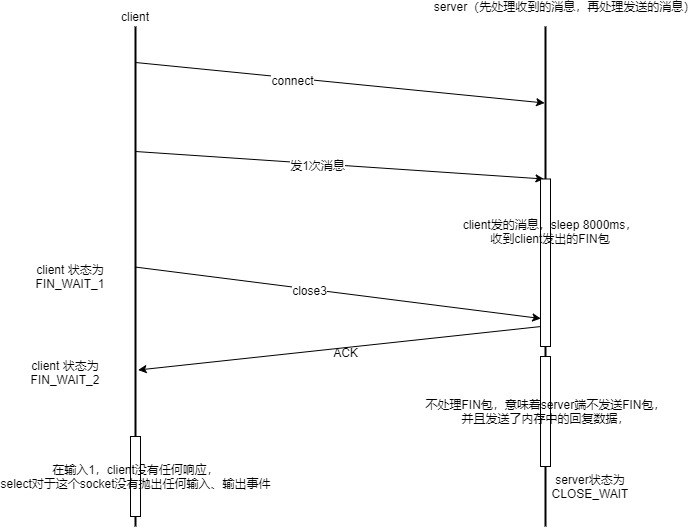 client
server（先处理收到的消息，再处理发送的消息）
connect
发1次消息
client发的消息，sleep 8000ms，
收到client发出的FIN包
client 状态为
FIN_WAIT_1
close3
ACK
client 状态为
FIN_WAIT_2
不处理FIN包，意味着server端不发送FIN包，
并且发送了内存中的回复数据，
在输入1，client没有任何响应，
select对于这个socket没有抛出任何输入、输出事件
server状态为
CLOSE_WAIT